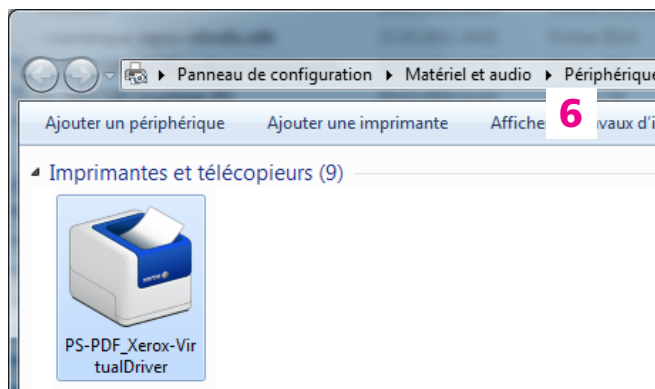 Panneau de configuration ▸ Matériel et audio ▸ Périphérique
Ajouter un périphérique Ajouter une imprimante Affiche 6 vaux d'i
Imprimantes et télécopieurs (9)
xerox
PS-PDF_Xerox-Vir
tualDriver